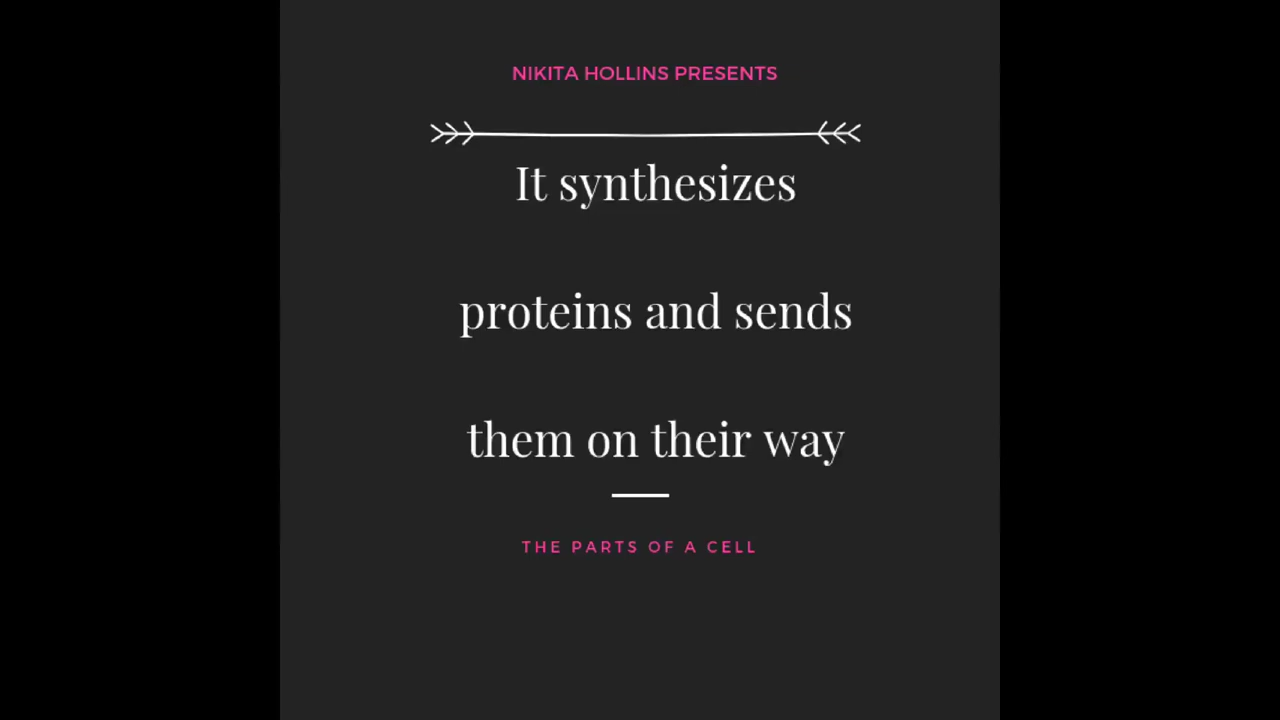 NIKITA HOLLINS PRESENTS
It synthesizes
proteins and sends
them on their way
THE PARTS OF A CELL